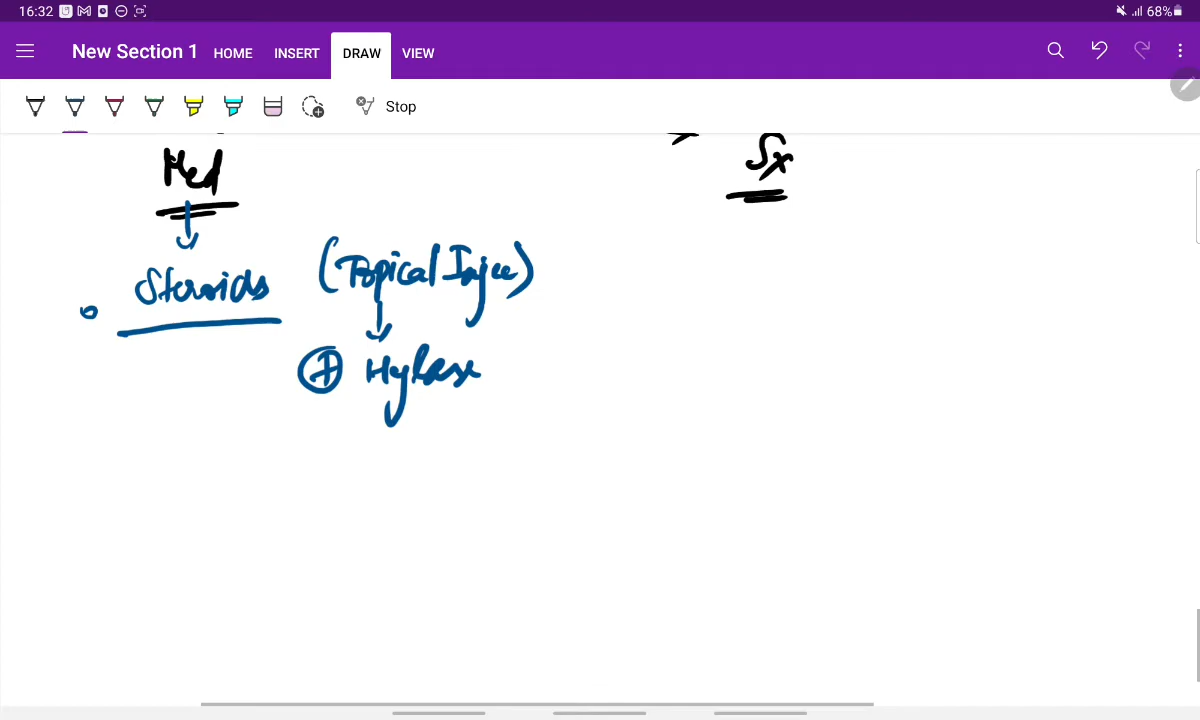 16:32 68%
New Section 1 HOME INSERT DRAW VIEW
Stop
Med
Sx
Steroids (Topical Injec)
+ Hylase